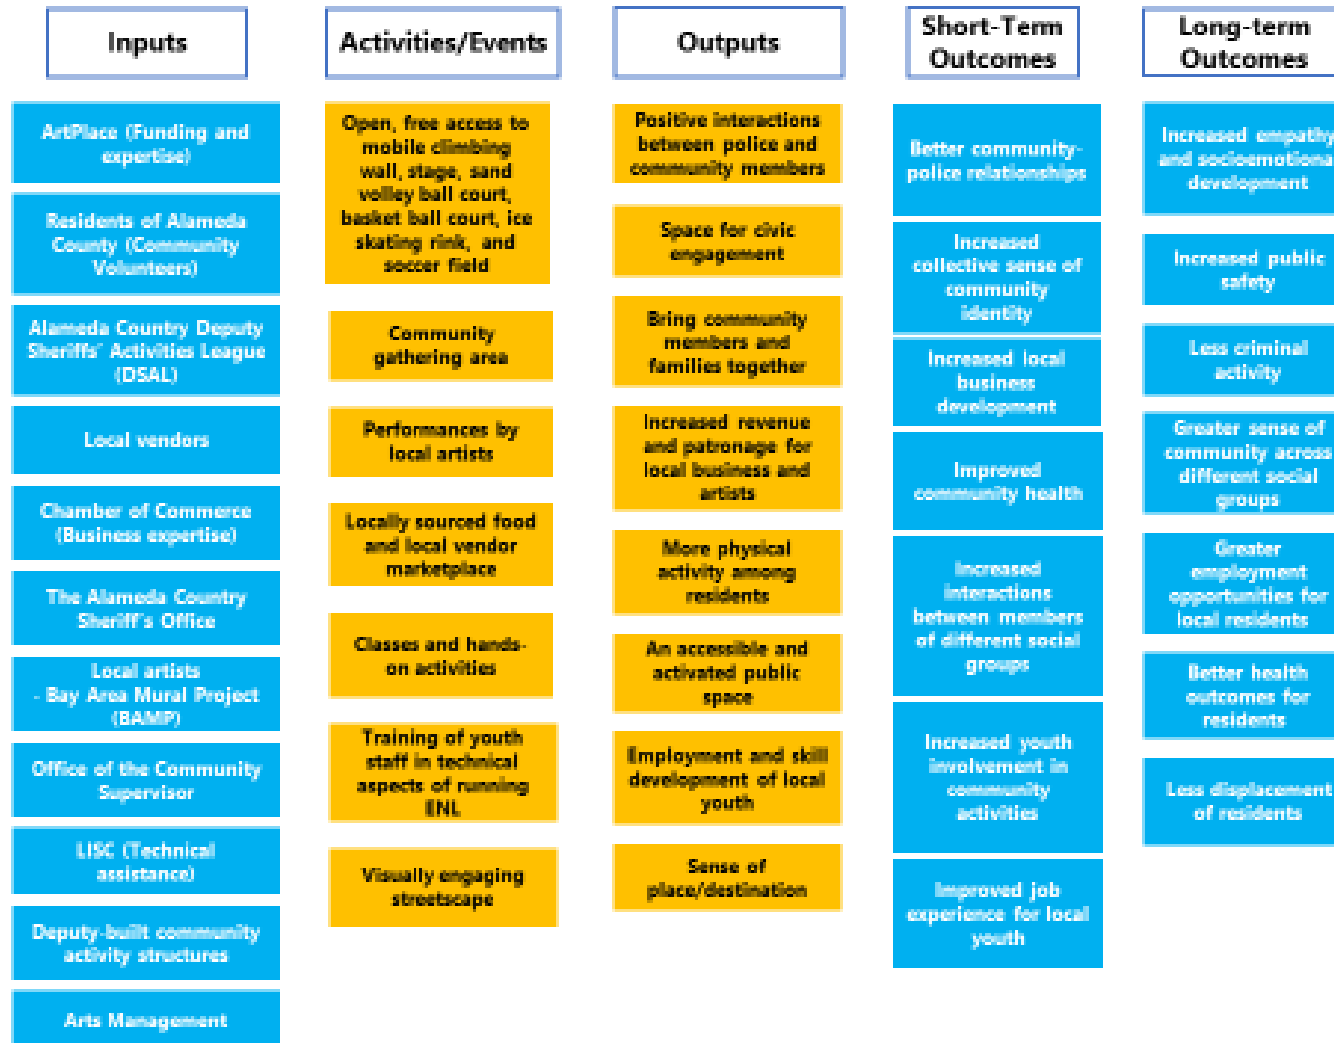 Inputs
ArtPlace (Funding and
expertise)
Residents of Alameda
County (Community
Volunteers)
Alameda Country Deputy
Sheriffs' Activities League
(DSAL)
Local vendors
Chamber of Commerce
(Business expertise)
The Alameda Country
Sheriff's Office
Local artists
- Bay Area Mural Project
(BAMP)
Office of the Community
Supervisor
LISC (Technical
assistance)
Deputy-built community
activity structures
Arts Management
Activities/Events
Open, free access to
mobile climbing
wall, stage, sand
volley ball court,
basket ball court, ice
skating rink, and
soccer field
Community
gathering area
Performances by
local artists
Locally sourced food
and local vendor
marketplace
Classes and hands-
on activities
Training of youth
staff in technical
aspects of running
ENL
Visually engaging
streetscape
Outputs
Positive interactions
between police and
community members
Space for civic
engagement
Bring community
members and
families together
Increased revenue
and patronage for
local business and
artists
More physical
activity among
residents
An accessible and
activated public
space
Employment and skill
development of local
youth
Sense of
place/destination
Short-Term
Outcomes
Better community-
police relationships
Increased
collective sense of
community
identity
Increased local
business
development
Improved
community health
Increased
interactions
between members
of different social
groups
Increased youth
involvement in
community
activities
Improved job
experience for local
youth
Long-term
Outcomes
Increased empathy
and socioemotional
development
Increased public
safety
Less criminal
activity
Greater sense of
community across
different social
groups
Greater
employment
opportunities for
local residents
Better health
outcomes for
residents
Less displacement
of residents